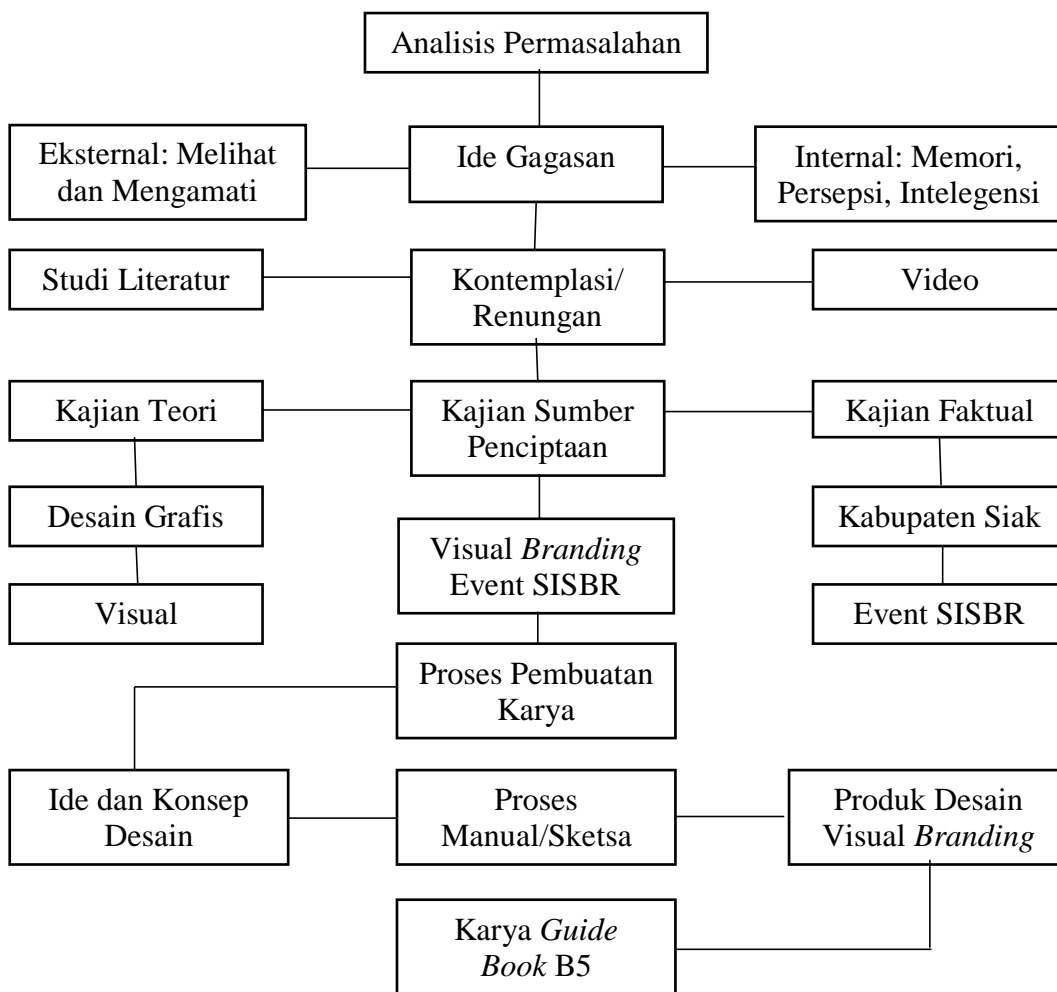 Analisis Permasalahan
Eksternal: Melihat
dan Mengamati
Ide Gagasan
Internal: Memori,
Persepsi, Intelegensi
Studi Literatur
Kontemplasi/
Renungan
Video
Kajian Teori
Kajian Sumber
Penciptaan
Kajian Faktual
Desain Grafis
Visual Branding
Event SISBR
Kabupaten Siak
Visual
Event SISBR
Proses Pembuatan
Karya
Ide dan Konsep
Desain
Proses
Manual/Sketsa
Produk Desain
Visual Branding
Karya Guide
Book B5